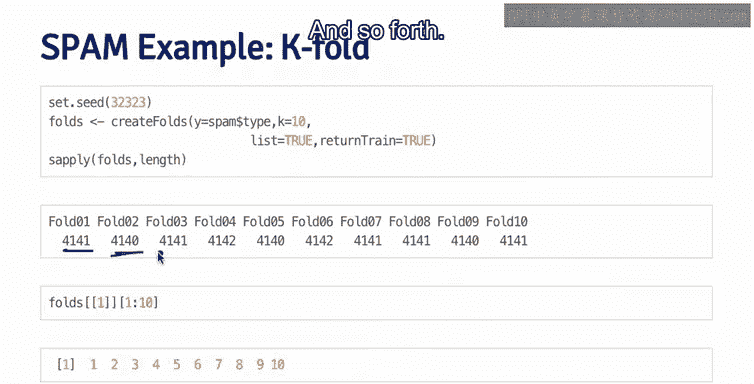 And so forth.
SPAM Example: K-fold
set.seed(32323)
folds <- createFolds(y=spam$type,k=10,
list=TRUE,returnTrain=TRUE)
sapply(folds,length)
Fold01 Fold02 Fold03 Fold04 Fold05 Fold06 Fold07 Fold08 Fold09 Fold10
4141 4140 4141 4142 4140 4142 4141 4141 4140 4141
folds[[1]][1:10]
[1] 1 2 3 4 5 6 7 8 9 10